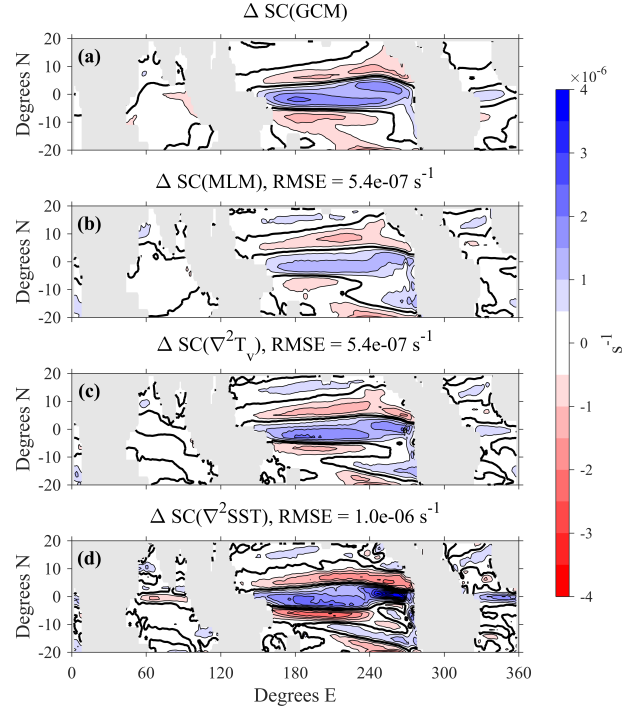 Δ SC(GCM)
(a)
Degrees N
20
10
0
-10
-20
Δ SC(MLM), RMSE = 5.4e-07 s⁻¹
(b)
Degrees N
20
10
0
-10
-20
Δ SC(∇²Tᵥ), RMSE = 5.4e-07 s⁻¹
(c)
Degrees N
20
10
0
-10
-20
Δ SC(∇²SST), RMSE = 1.0e-06 s⁻¹
(d)
Degrees N
20
10
0
-10
-20
0 60 120 180 240 300 360
Degrees E
×10⁻⁶
4
3
2
1
0
-1
-2
-3
-4
s⁻¹